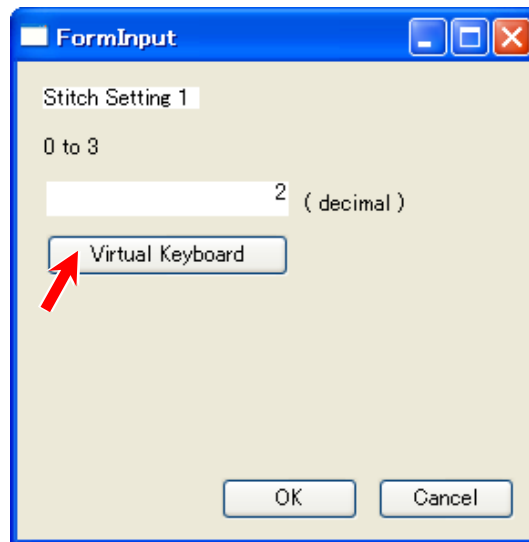 FormInput
Stitch Setting 1
0 to 3
2 ( decimal )
Virtual Keyboard
OK Cancel